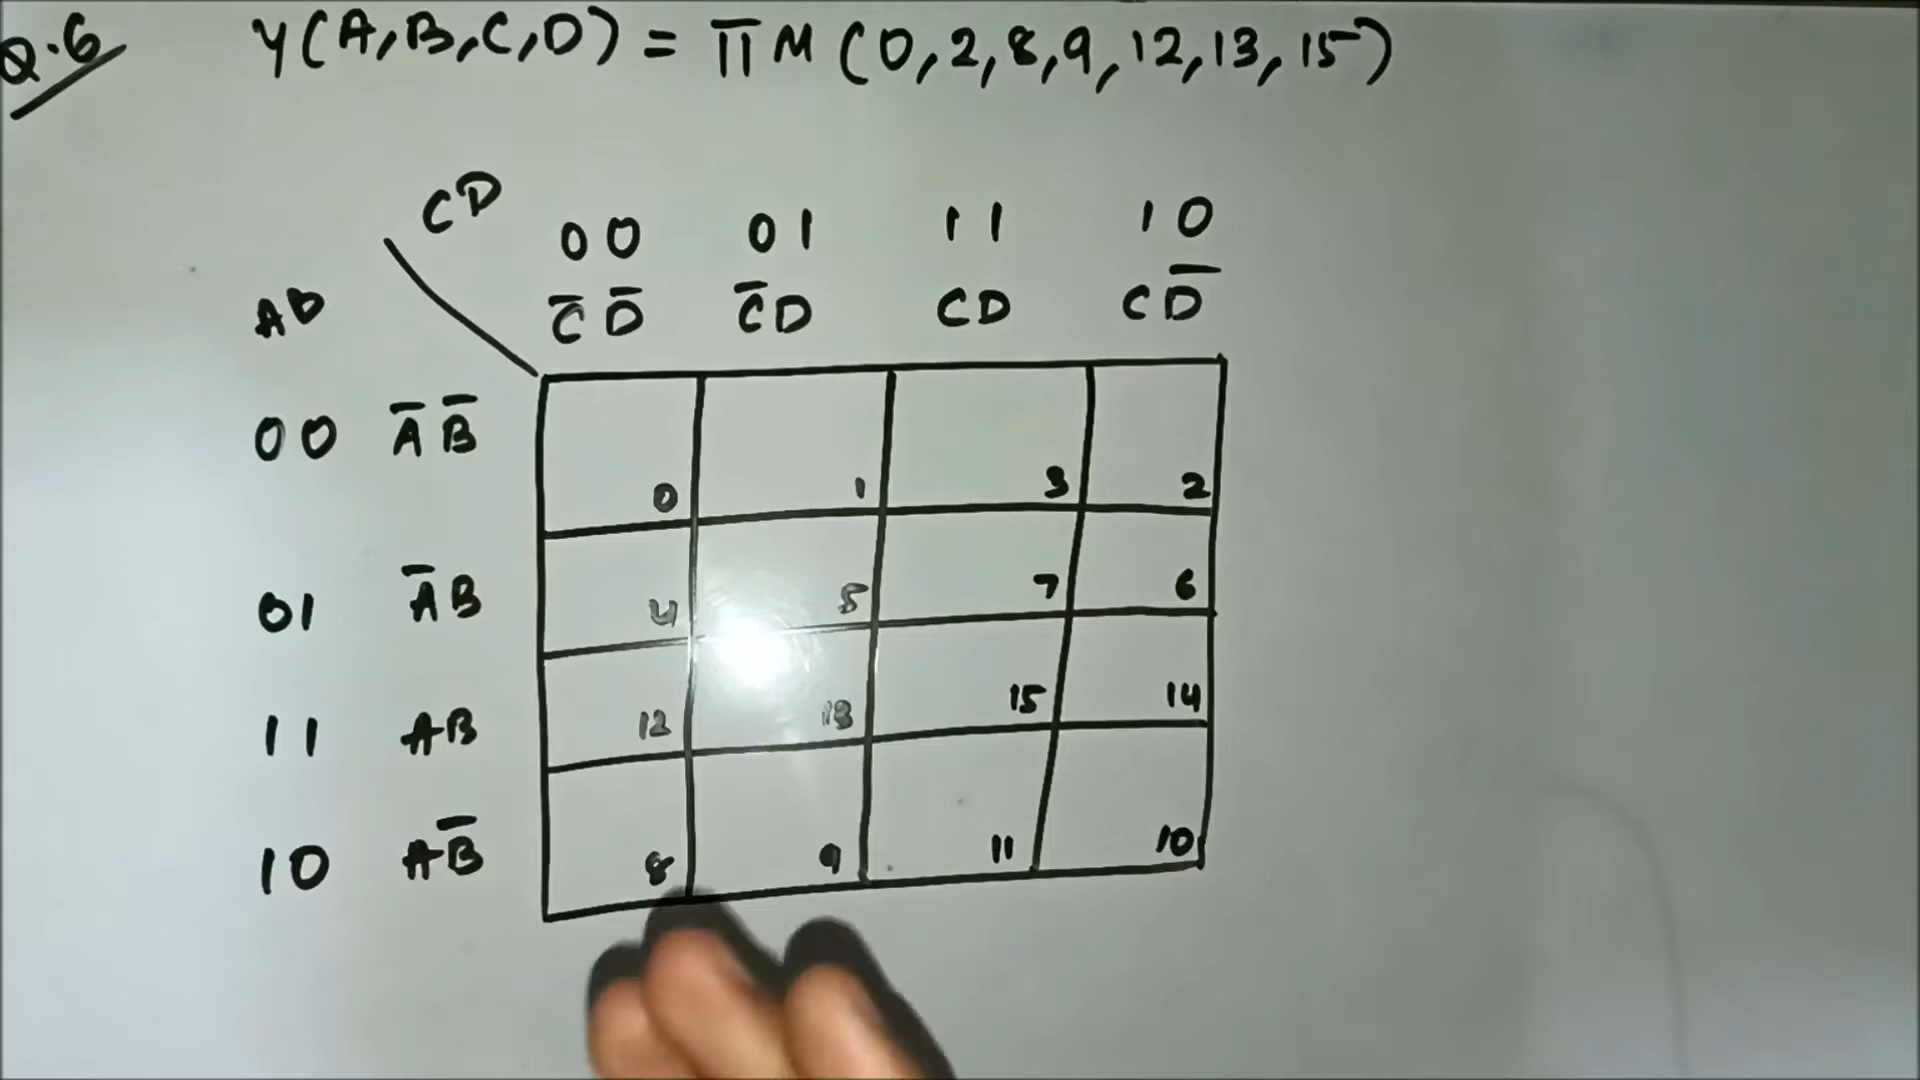 Q.6 Y(A,B,C,D) = ΠM (0,2,8,9,12,13,15)
CD
00 01 11 10
AB C̅ D̅ C̅D CD CD̅
00 A̅ B̅ 0 1 3 2
01 A̅B 4 5 7 6
11 AB 12 13 15 14
10 AB̅ 8 9 11 10